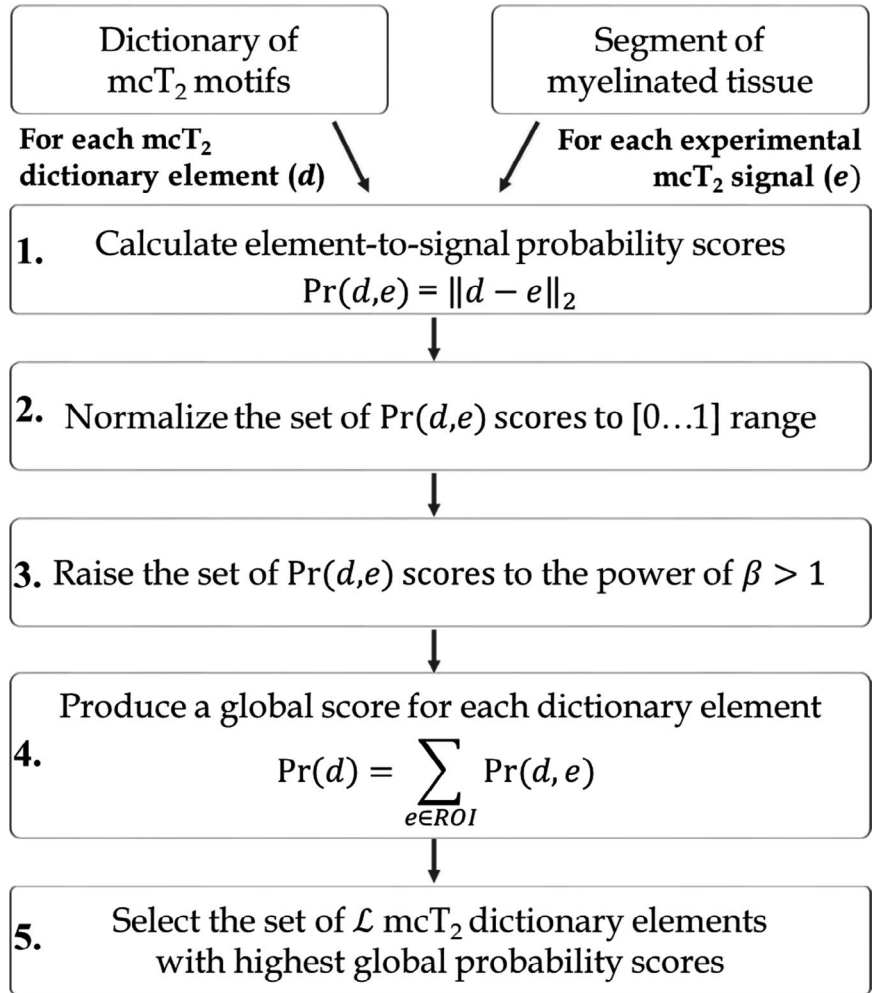 Dictionary of
mcT₂ motifs
Segment of
myelinated tissue
For each mcT₂
dictionary element (d)
For each experimental
mcT₂ signal (e)
1. Calculate element-to-signal probability scores
Pr(d,e) = ‖d − e‖₂
2. Normalize the set of Pr(d,e) scores to [0…1] range
3. Raise the set of Pr(d,e) scores to the power of β > 1
4. Produce a global score for each dictionary element
Pr(d) = ∑ Pr(d, e)
e∈ROI
5. Select the set of ℒ mcT₂ dictionary elements
with highest global probability scores